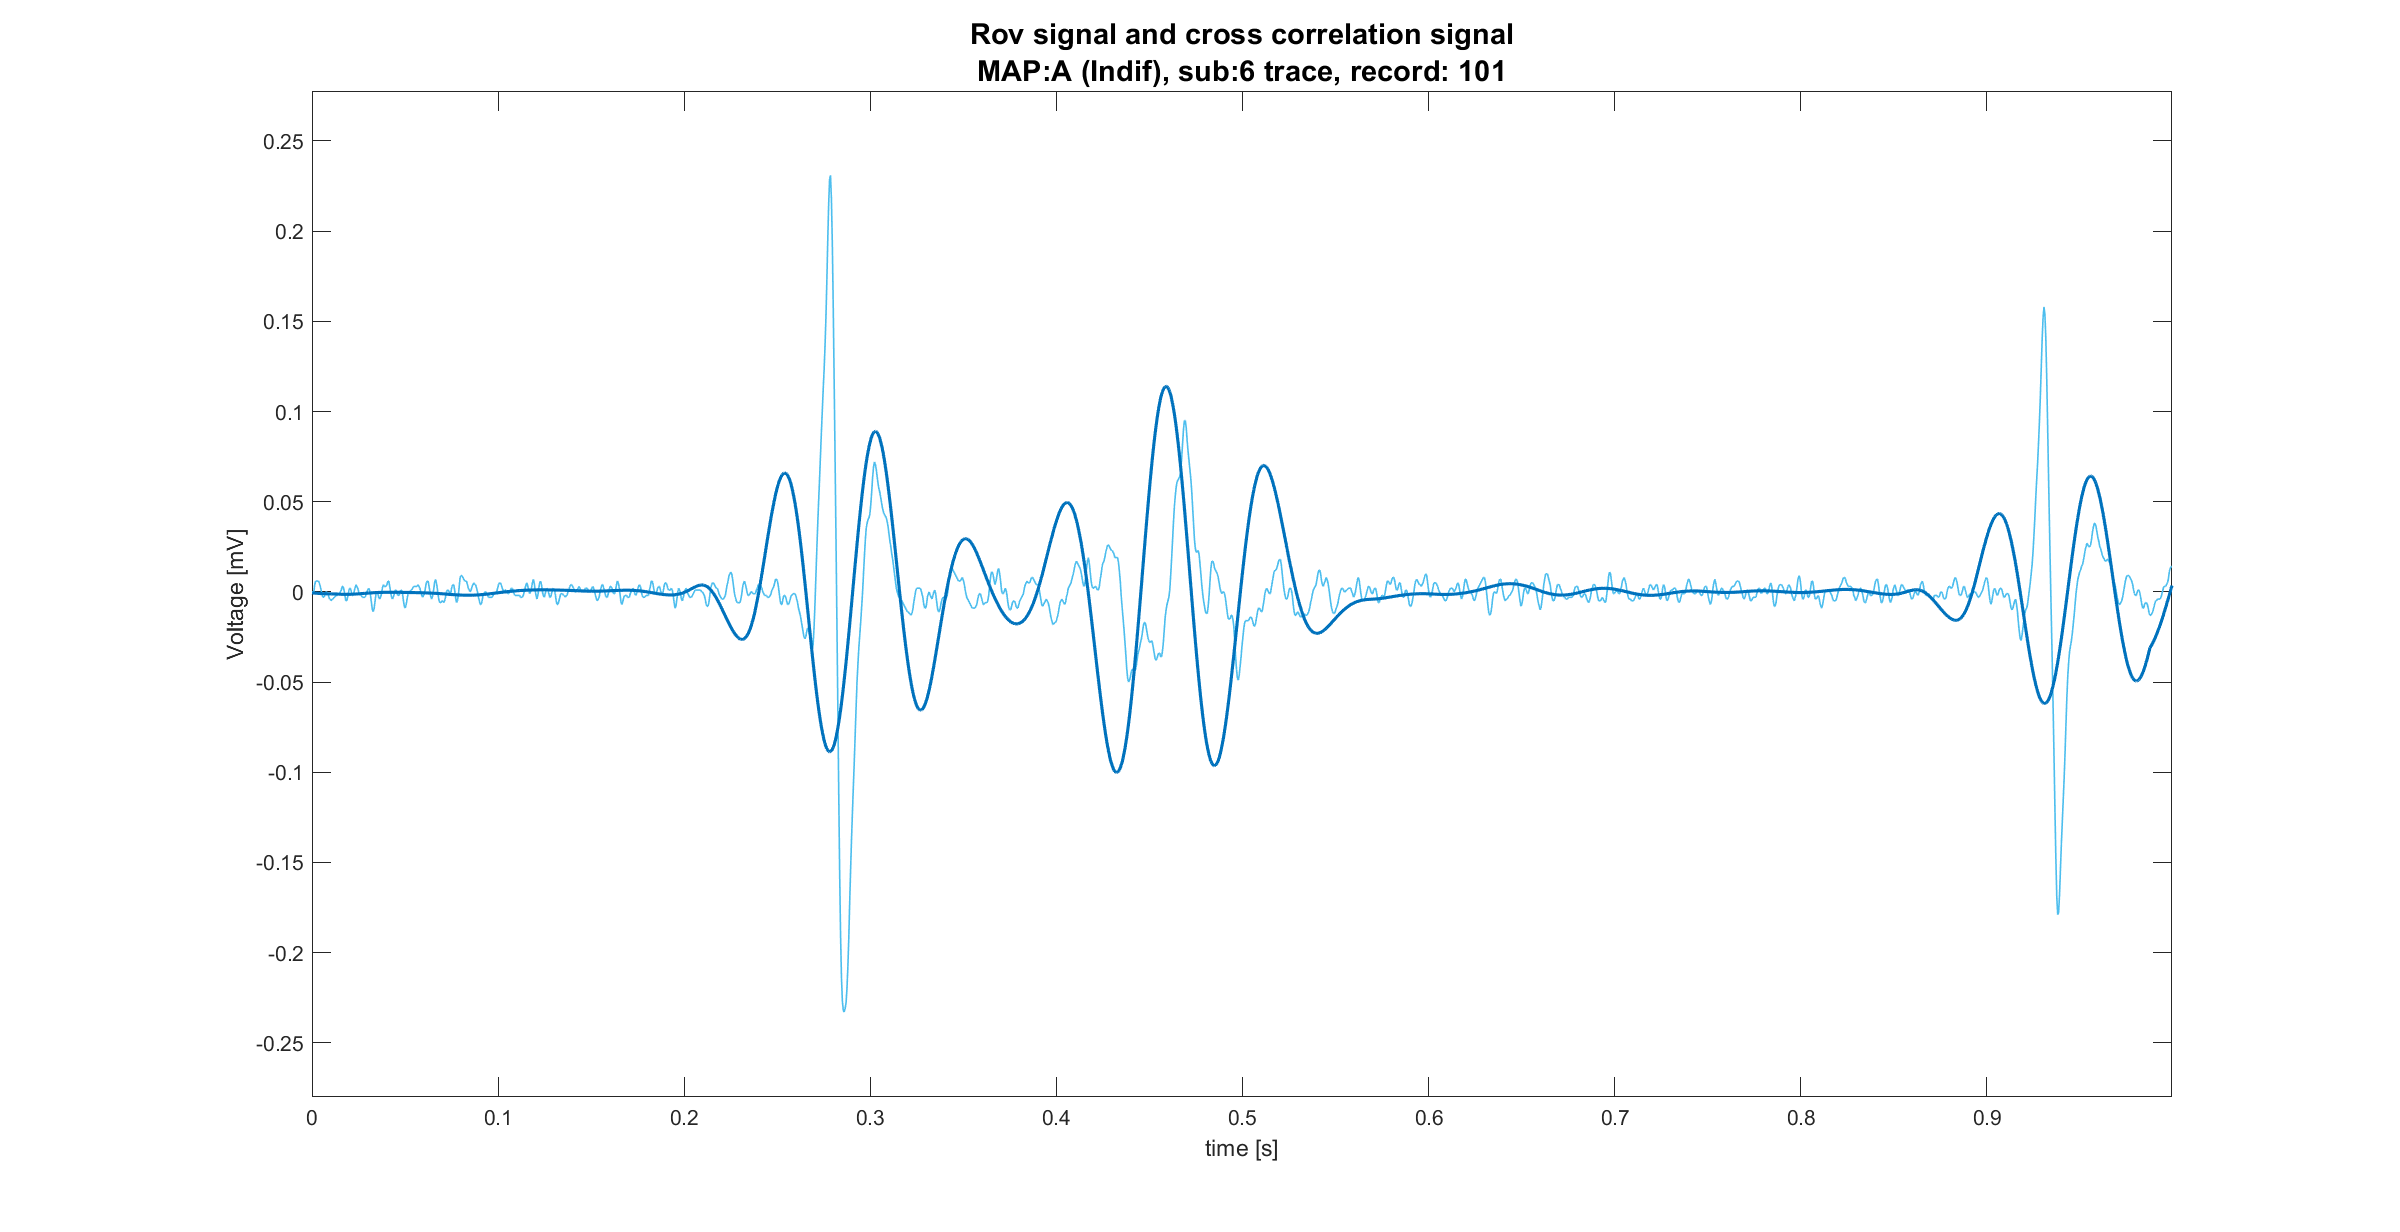 Rov signal and cross correlation signal
MAP:A (Indif), sub:6 trace, record: 101
Voltage [mV]
0.25
0.2
0.15
0.1
0.05
0
-0.05
-0.1
-0.15
-0.2
-0.25
0 0.1 0.2 0.3 0.4 0.5 0.6 0.7 0.8 0.9
time [s]